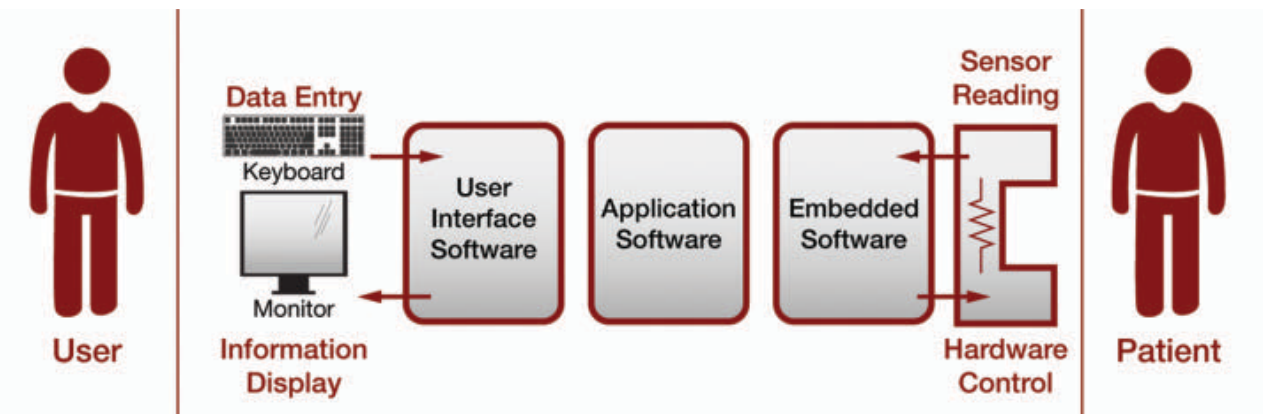 User
Data Entry
Keyboard
Monitor
Information
Display
User
Interface
Software
Application
Software
Embedded
Software
Sensor
Reading
Hardware
Control
Patient